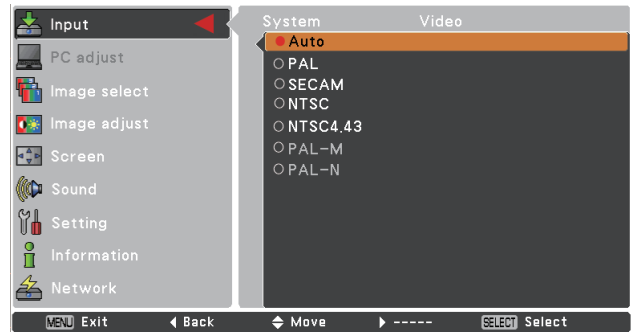 Input
PC adjust
Image select
Image adjust
Screen
Sound
Setting
Information
Network
System Video
Auto
PAL
SECAM
NTSC
NTSC4.43
PAL-M
PAL-N
MENU Exit Back Move ----- SELECT Select